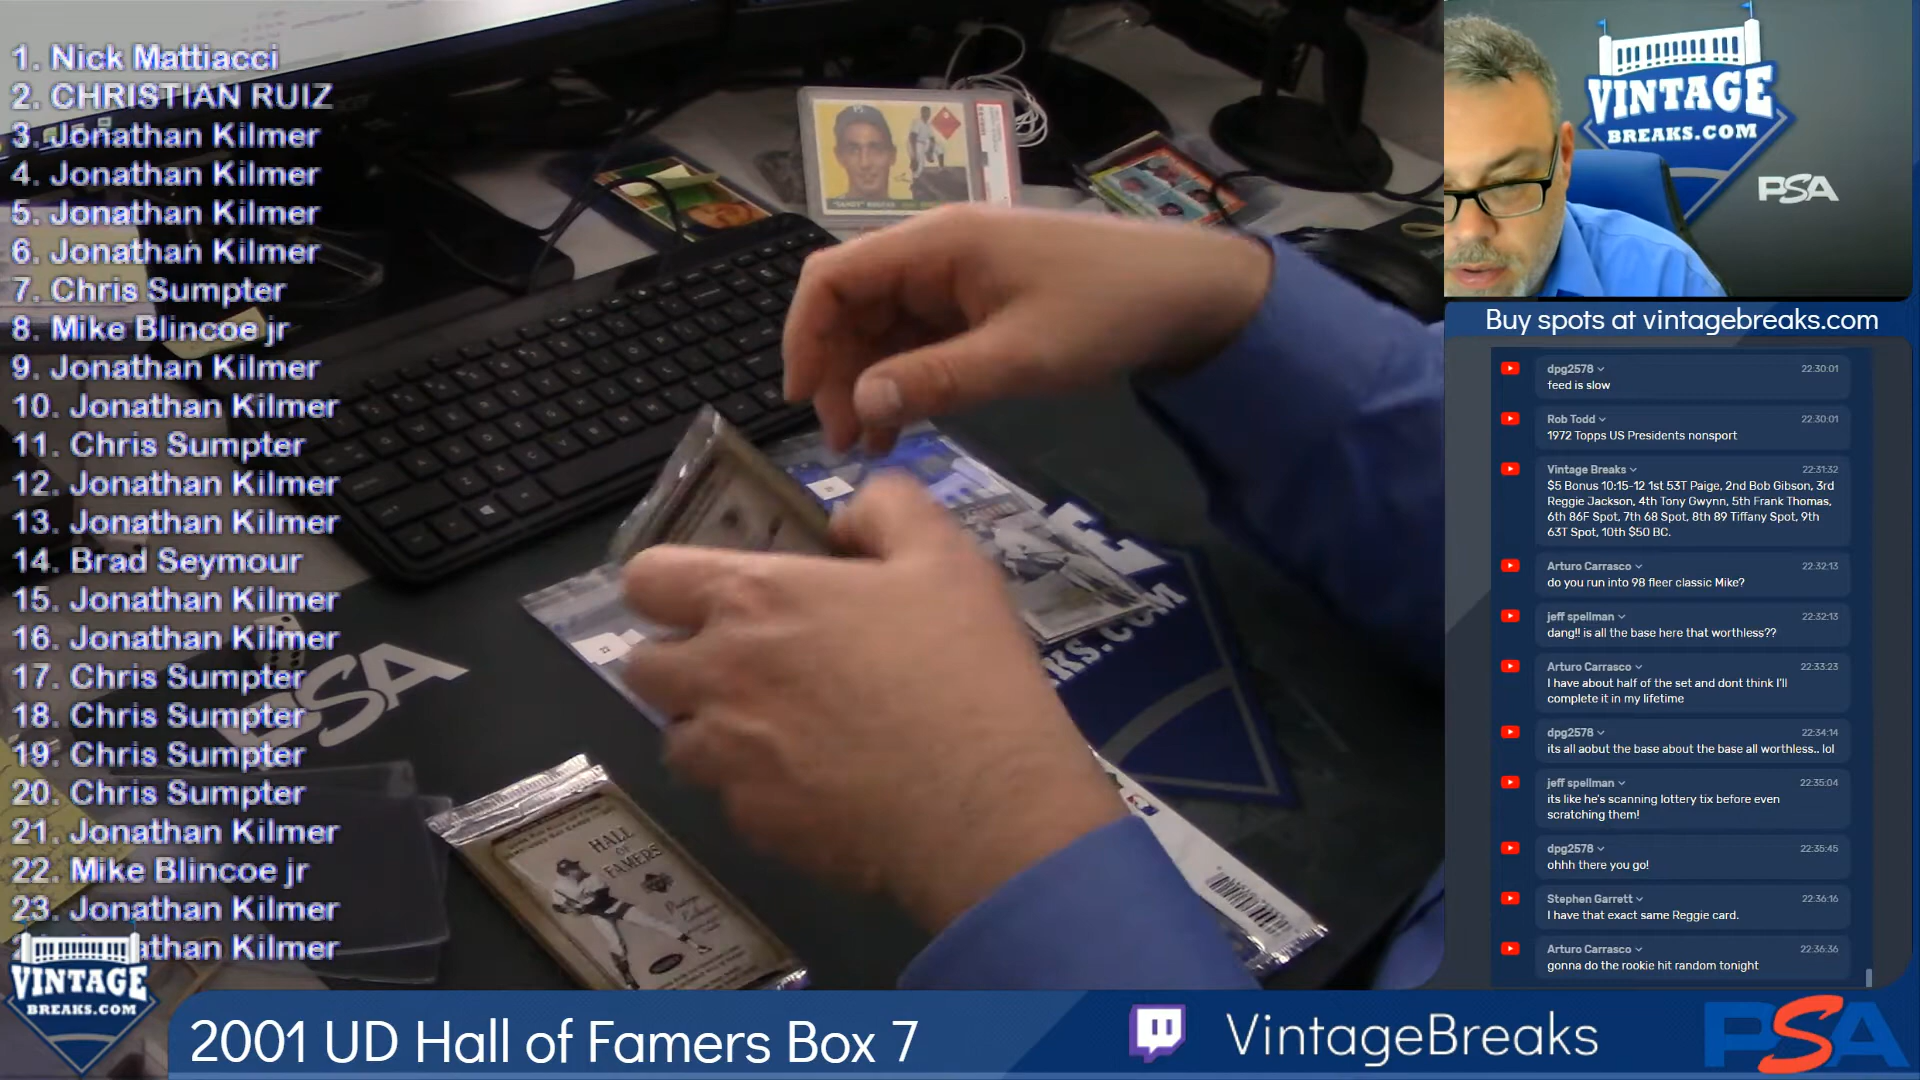 1. Nick Mattiacci
2. CHRISTIAN RUIZ
3. Jonathan Kilmer
4. Jonathan Kilmer
5. Jonathan Kilmer
6. Jonathan Kilmer
7. Chris Sumpter
8. Mike Blincoe jr
9. Jonathan Kilmer
10. Jonathan Kilmer
11. Chris Sumpter
12. Jonathan Kilmer
13. Jonathan Kilmer
14. Brad Seymour
15. Jonathan Kilmer
16. Jonathan Kilmer
17. Chris Sumpter
18. Chris Sumpter
19. Chris Sumpter
20. Chris Sumpter
21. Jonathan Kilmer
22. Mike Blincoe jr
23. Jonathan Kilmer
athan Kilmer
VINTAGE
BREAKS.COM
PSA
HALL
OF
FAMERS
22
KS.COM
VINTAGE
BREAKS.COM
PSA
Buy spots at vintagebreaks.com
dpg2578 22:30:01
feed is slow
Rob Todd 22:30:01
1972 Topps US Presidents nonsport
Vintage Breaks 22:31:32
$5 Bonus 10:15-12 1st 53T Paige, 2nd Bob Gibson, 3rd
Reggie Jackson, 4th Tony Gwynn, 5th Frank Thomas,
6th 86F Spot, 7th 68 Spot, 8th 89 Tiffany Spot, 9th
63T Spot, 10th $50 BC.
Arturo Carrasco 22:32:13
do you run into 98 fleer classic Mike?
jeff spellman 22:32:13
dang!! is all the base here that worthless??
Arturo Carrasco 22:33:23
I have about half of the set and dont think I'll
complete it in my lifetime
dpg2578 22:34:14
its all aobut the base about the base all worthless.. lol
jeff spellman 22:35:04
its like he's scanning lottery tix before even
scratching them!
dpg2578 22:35:45
ohhh there you go!
Stephen Garrett 22:36:16
I have that exact same Reggie card.
Arturo Carrasco 22:36:36
gonna do the rookie hit random tonight
2001 UD Hall of Famers Box 7
VintageBreaks
PSA